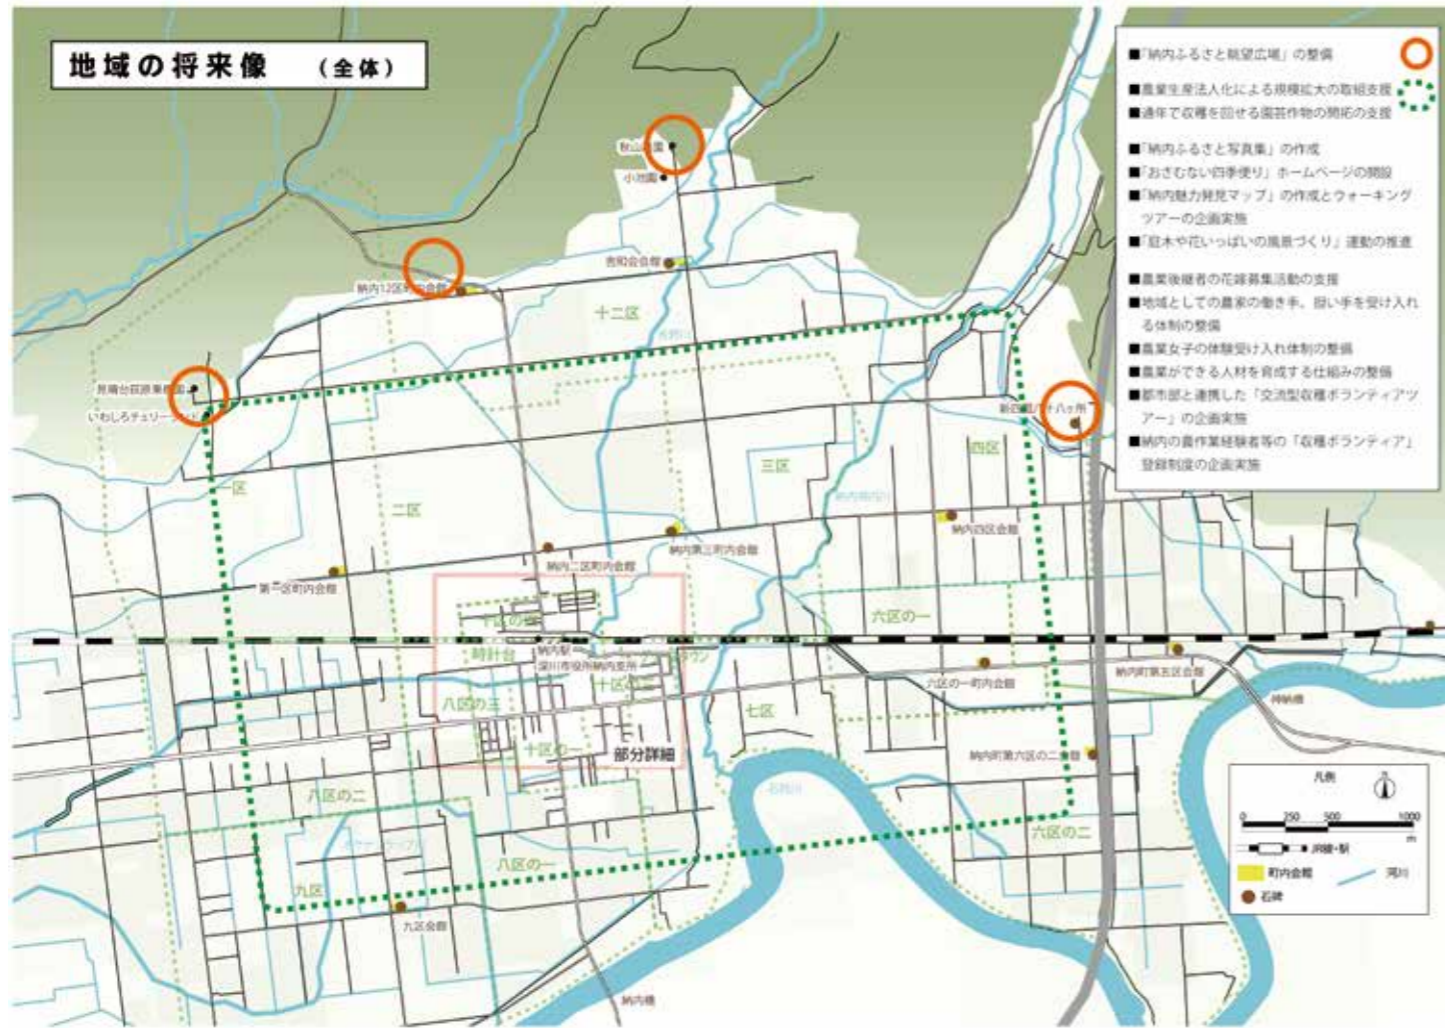 地域の将来像 （全体）
■「納内ふるさと眺望広場」の整備
■農業生産法人化による規模拡大の取組支援
■通年で収穫を回せる園芸作物の開拓の支援
■「納内ふるさと写真集」の作成
■「おさむない四季便り」ホームページの開設
■「納内魅力発見マップ」の作成とウォーキング
ツアーの企画実施
■「庭木や花いっぱいの風景づくり」運動の推進
■農業後継者の花嫁募集活動の支援
■地域としての農家の働き手、担い手を受け入れ
る体制の整備
■農業女子の体験受け入れ体制の整備
■農業ができる人材を育成する仕組みの整備
■都市部と連携した「交流型収穫ボランティアツ
アー」の企画実施
■納内の農作業経験者等の「収穫ボランティア」
登録制度の企画実施
小池園
吉和会会館
納内12区町内会館
十二区
いわしろチェリーランド
新四国八十八ヶ所
一区
二区
三区
四区
納内四区会館
納内第三町内会館
納内二区町内会館
第一区町内会館
六区の一
時計台
納内駅
深川市役所納内支所
六区の一町内会館
納内町第五区会館
神納橋
八区の三
七区
十区の一
部分詳細
納内町第六区の二会館
石狩川
八区の二
六区の二
八区の一
九区
九区会館
納内橋
凡例
N
0 250 500 1000
m
JR線・駅
町内会館
河川
石碑